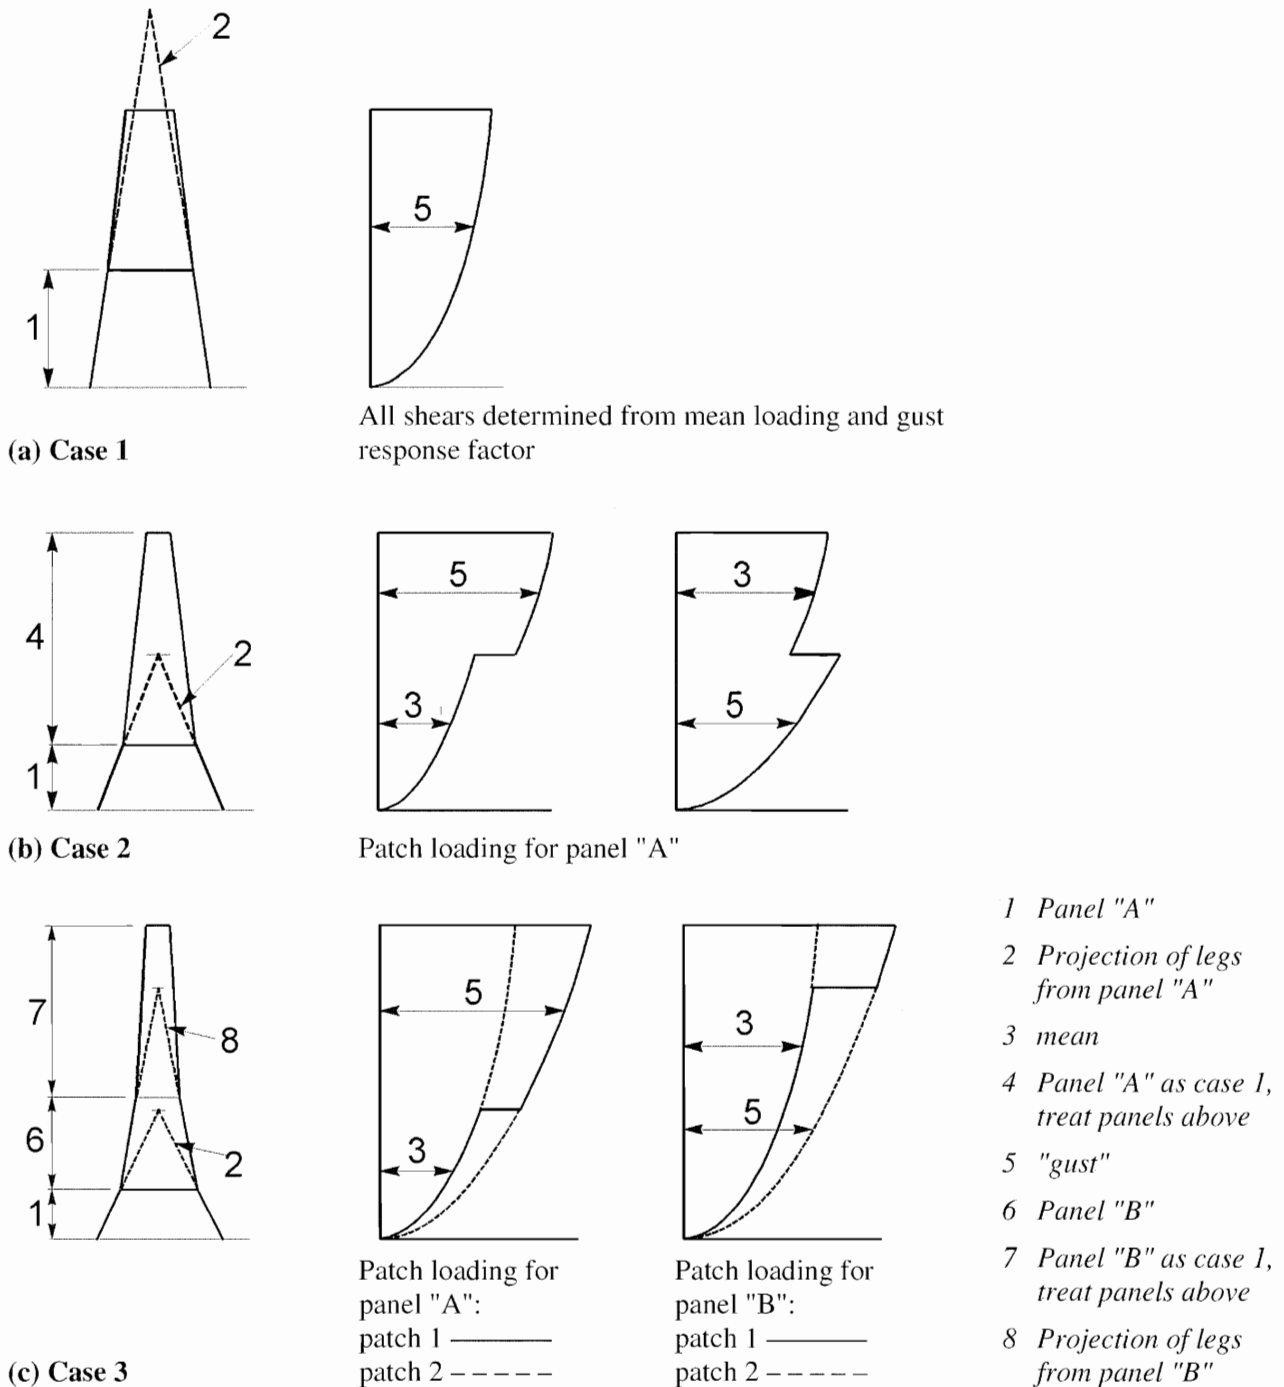 2
5
1
All shears determined from mean loading and gust
response factor
(a) Case 1
5
3
4
2
3
5
1
(b) Case 2
Patch loading for panel "A"
5
7
3
8
5
6
3
2
1
Patch loading for
panel "A":
patch 1
patch 2
Patch loading for
panel "B":
patch 1
patch 2
(c) Case 3
1 Panel "A"
2 Projection of legs
from panel "A"
3 mean
4 Panel "A" as case 1,
treat panels above
5 "gust"
6 Panel "B"
7 Panel "B" as case 1,
treat panels above
8 Projection of legs
from panel "B"